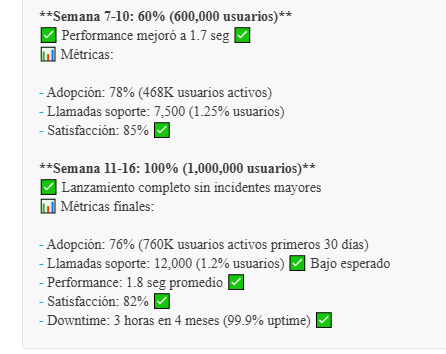 **Semana 7-10: 60% (600,000 usuarios)**
✅ Performance mejoró a 1.7 seg ✅
📊 Métricas:
- Adopción: 78% (468K usuarios activos)
- Llamadas soporte: 7,500 (1.25% usuarios)
- Satisfacción: 85% ✅
**Semana 11-16: 100% (1,000,000 usuarios)**
✅ Lanzamiento completo sin incidentes mayores
📊 Métricas finales:
- Adopción: 76% (760K usuarios activos primeros 30 días)
- Llamadas soporte: 12,000 (1.2% usuarios) ✅ Bajo esperado
- Performance: 1.8 seg promedio ✅
- Satisfacción: 82% ✅
- Downtime: 3 horas en 4 meses (99.9% uptime) ✅